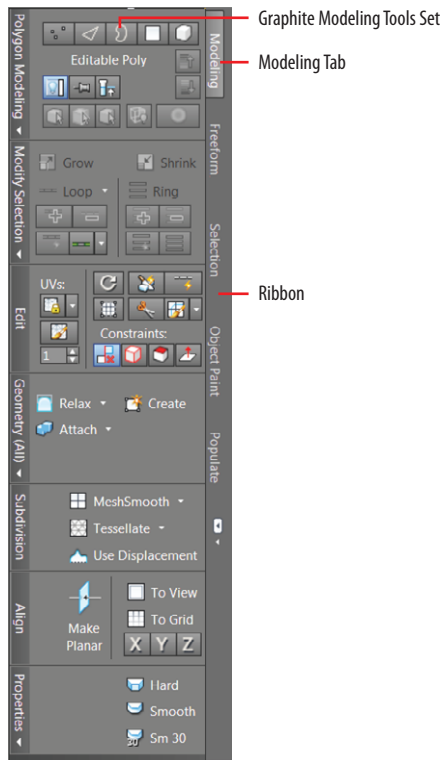 Graphite Modeling Tools Set
Modeling Tab
Ribbon
Modeling
Freeform
Selection
Object Paint
Populate
Polygon Modeling
Editable Poly
Modify Selection
Grow
Shrink
Loop
Ring
Edit
UVs:
1
Constraints:
Geometry (All)
Relax
Create
Attach
Subdivision
MeshSmooth
Tessellate
Use Displacement
Align
Make
Planar
To View
To Grid
X Y Z
Properties
Hard
Smooth
30
Sm 30